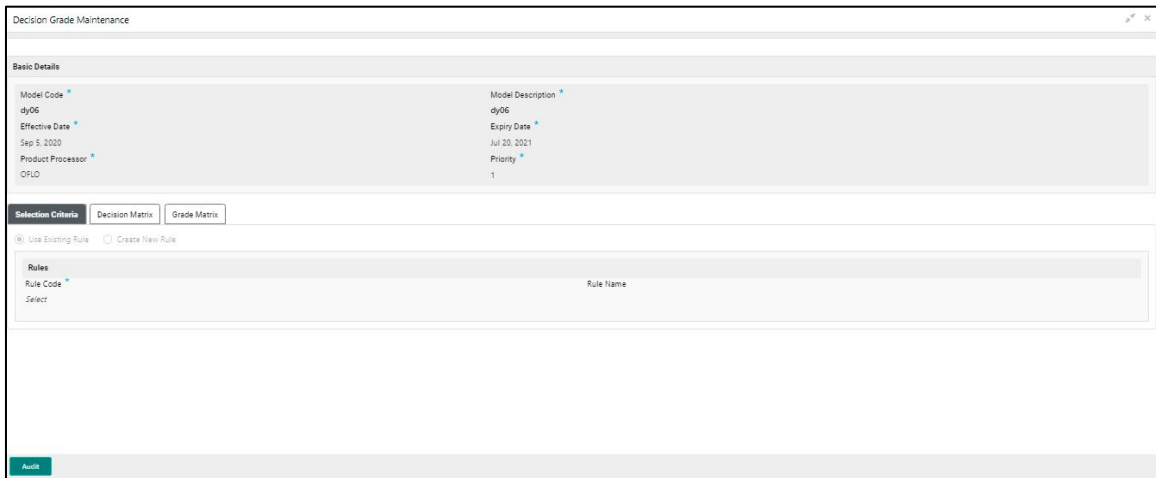 Decision Grade Maintenance
Basic Details
Model Code * Model Description *
dy06 dy06
Effective Date * Expiry Date *
Sep 5, 2020 Jul 20, 2021
Product Processor * Priority *
OFLO 1
Selection Criteria Decision Matrix Grade Matrix
Use Existing Rule Create New Rule
Rules
Rule Code * Rule Name
Select
Audit